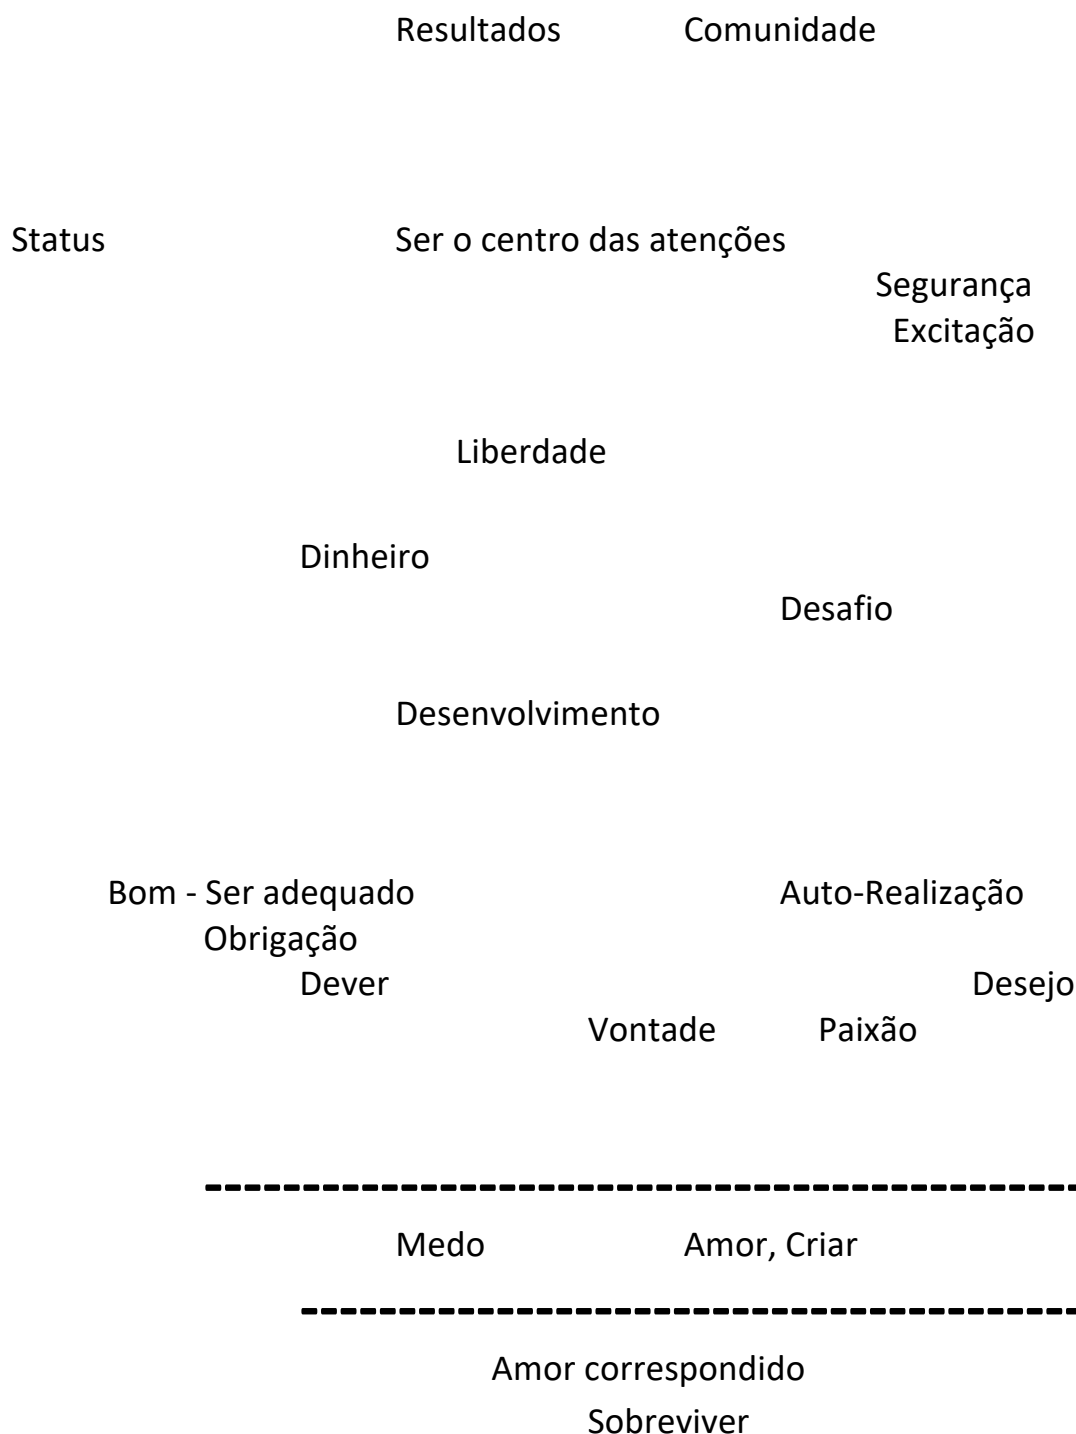 Resultados Comunidade
Status Ser o centro das atenções
Segurança
Excitação
Liberdade
Dinheiro
Desafio
Desenvolvimento
Bom - Ser adequado Auto-Realização
Obrigação
Dever Desejo
Vontade Paixão
---------------------------------------------
Medo Amor, Criar
----------------------------------------
Amor correspondido
Sobreviver